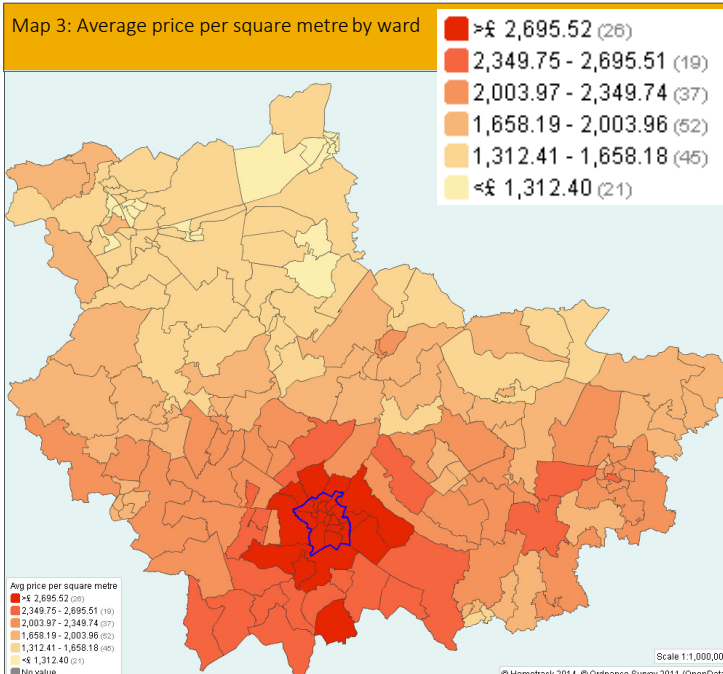 Map 3: Average price per square metre by ward
>£ 2,695.52 (26)
2,349.75 - 2,695.51 (19)
2,003.97 - 2,349.74 (37)
1,658.19 - 2,003.96 (52)
1,312.41 - 1,658.18 (45)
<£ 1,312.40 (21)
Avg price per square metre
>£ 2,695.52 (26)
2,349.75 - 2,695.51 (19)
2,003.97 - 2,349.74 (37)
1,658.19 - 2,003.96 (52)
1,312.41 - 1,658.18 (45)
<£ 1,312.40 (21)
No value
Scale 1:1,000,00
© Hometrack 2014, © Ordnance Survey 2011 (OpenData